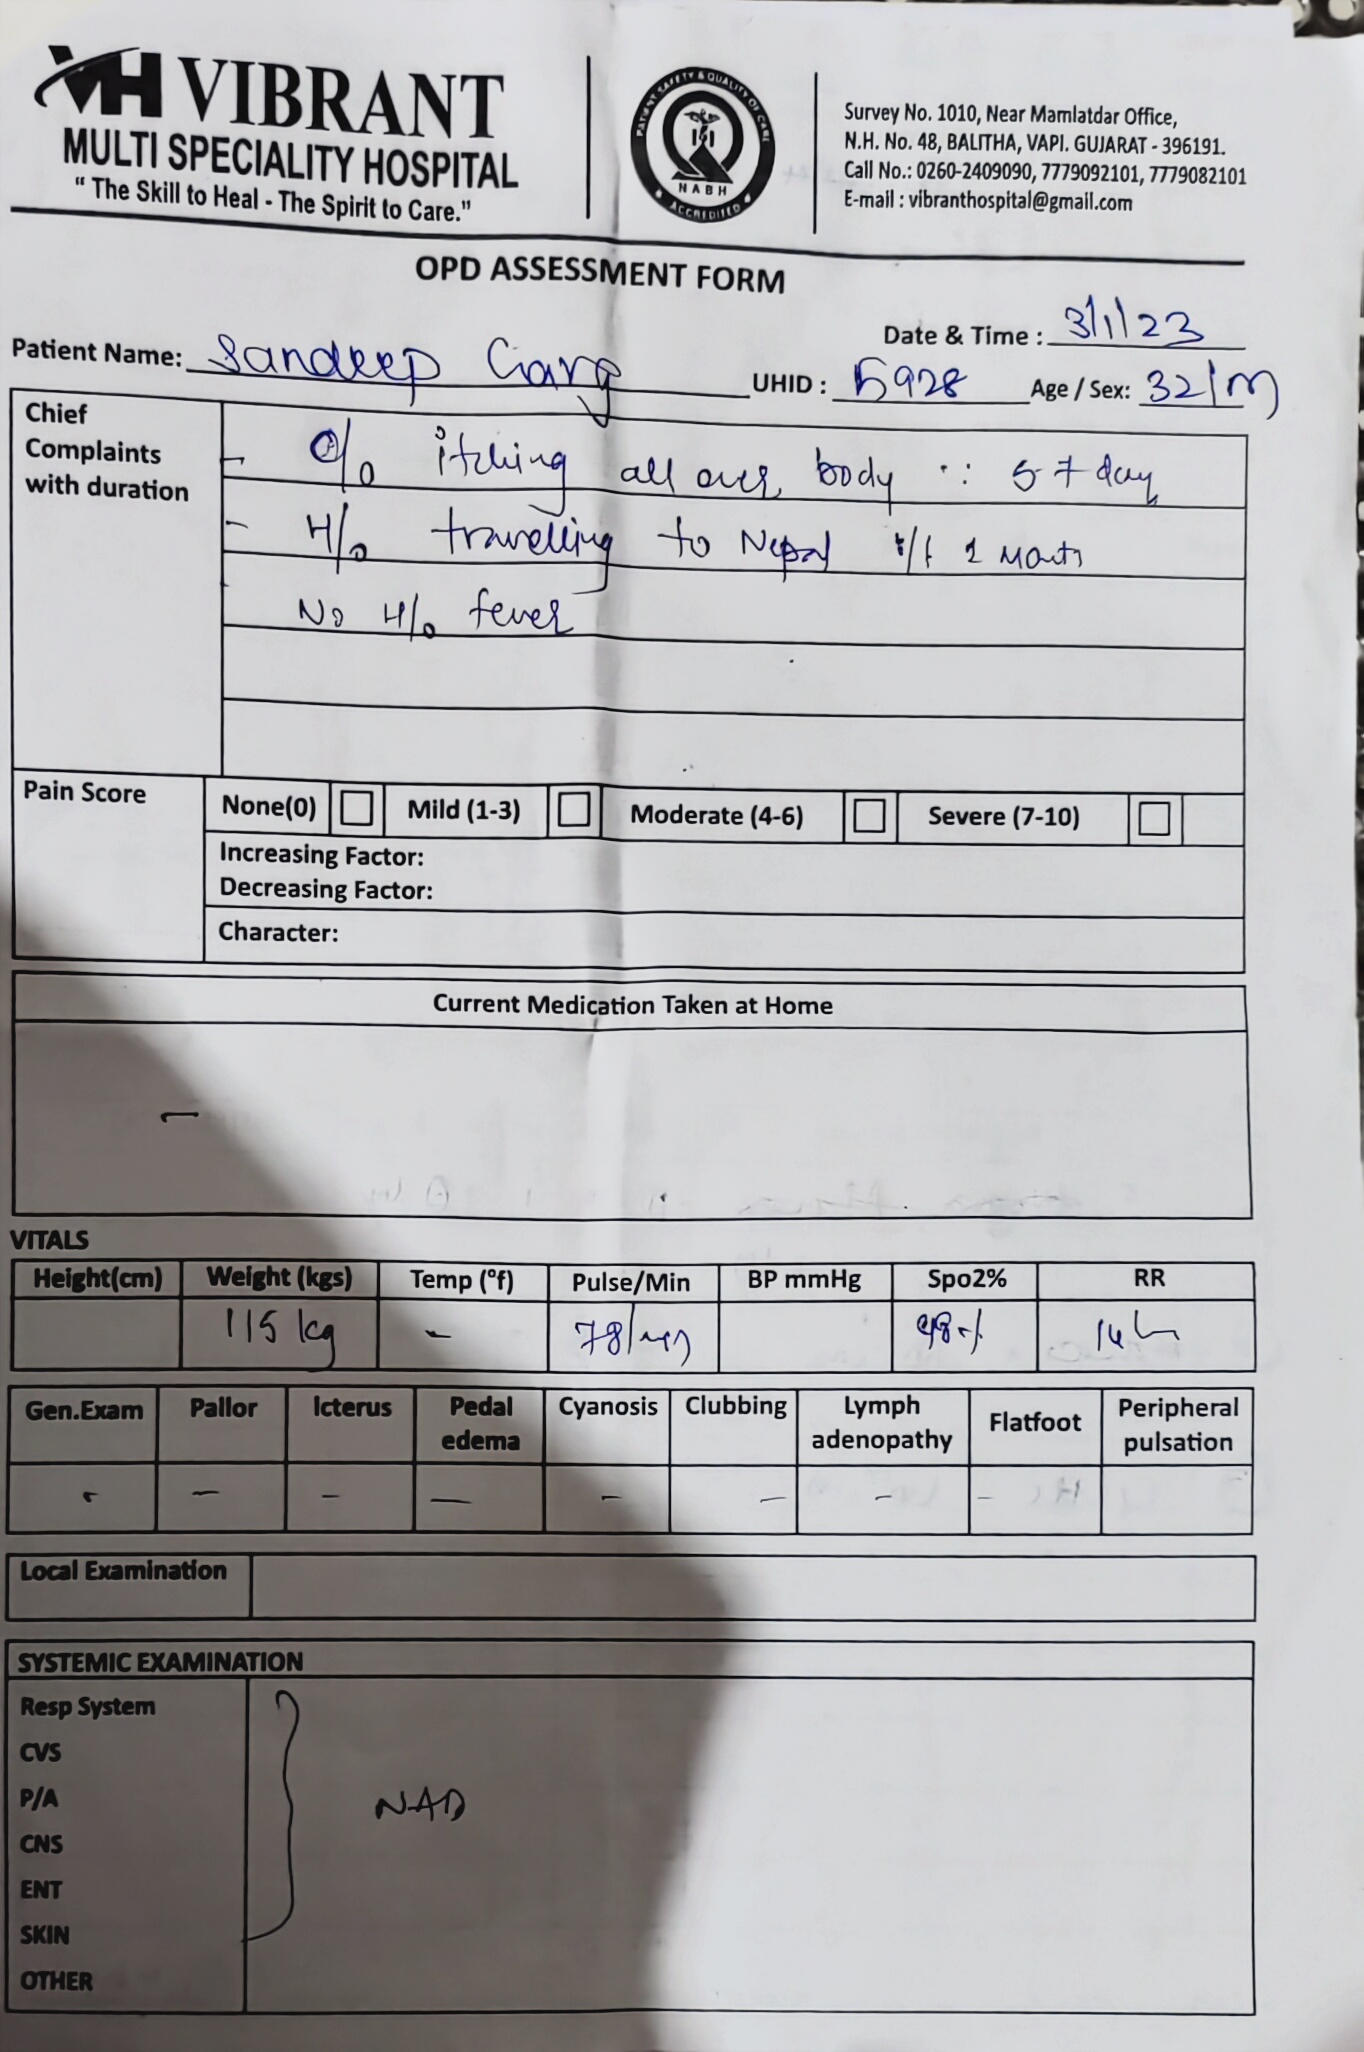 VH VIBRANT
MULTI SPECIALITY HOSPITAL
“ The Skill to Heal - The Spirit to Care.”
PATIENT SAFETY & QUALITY OF CARE
NABH
ACCREDITED
Survey No. 1010, Near Mamlatdar Office,
N.H. No. 48, BALITHA, VAPI. GUJARAT - 396191.
Call No.: 0260-2409090, 7779092101, 7779082101
E-mail : vibranthospital@gmail.com
OPD ASSESSMENT FORM
Date & Time : 3/1/23
Patient Name: Sandeep Garg UHID : 5928 Age / Sex: 32/M
Chief Complaints with duration
- C/o itching all over body 5 7 day
- H/o travelling to Nepal 1 Month
No H/o fever
Pain Score None(0) Mild (1-3) Moderate (4-6) Severe (7-10)
Increasing Factor:
Decreasing Factor:
Character:
Current Medication Taken at Home
-
VITALS
Height(cm) Weight (kgs) Temp (°f) Pulse/Min BP mmHg Spo2% RR
115 kg - 78/min 98% 14
Gen.Exam Pallor Icterus Pedal edema Cyanosis Clubbing Lymph adenopathy Flatfoot Peripheral pulsation
- - - - - - - -
Local Examination
SYSTEMIC EXAMINATION
Resp System
CVS
P/A NAD
CNS
ENT
SKIN
OTHER